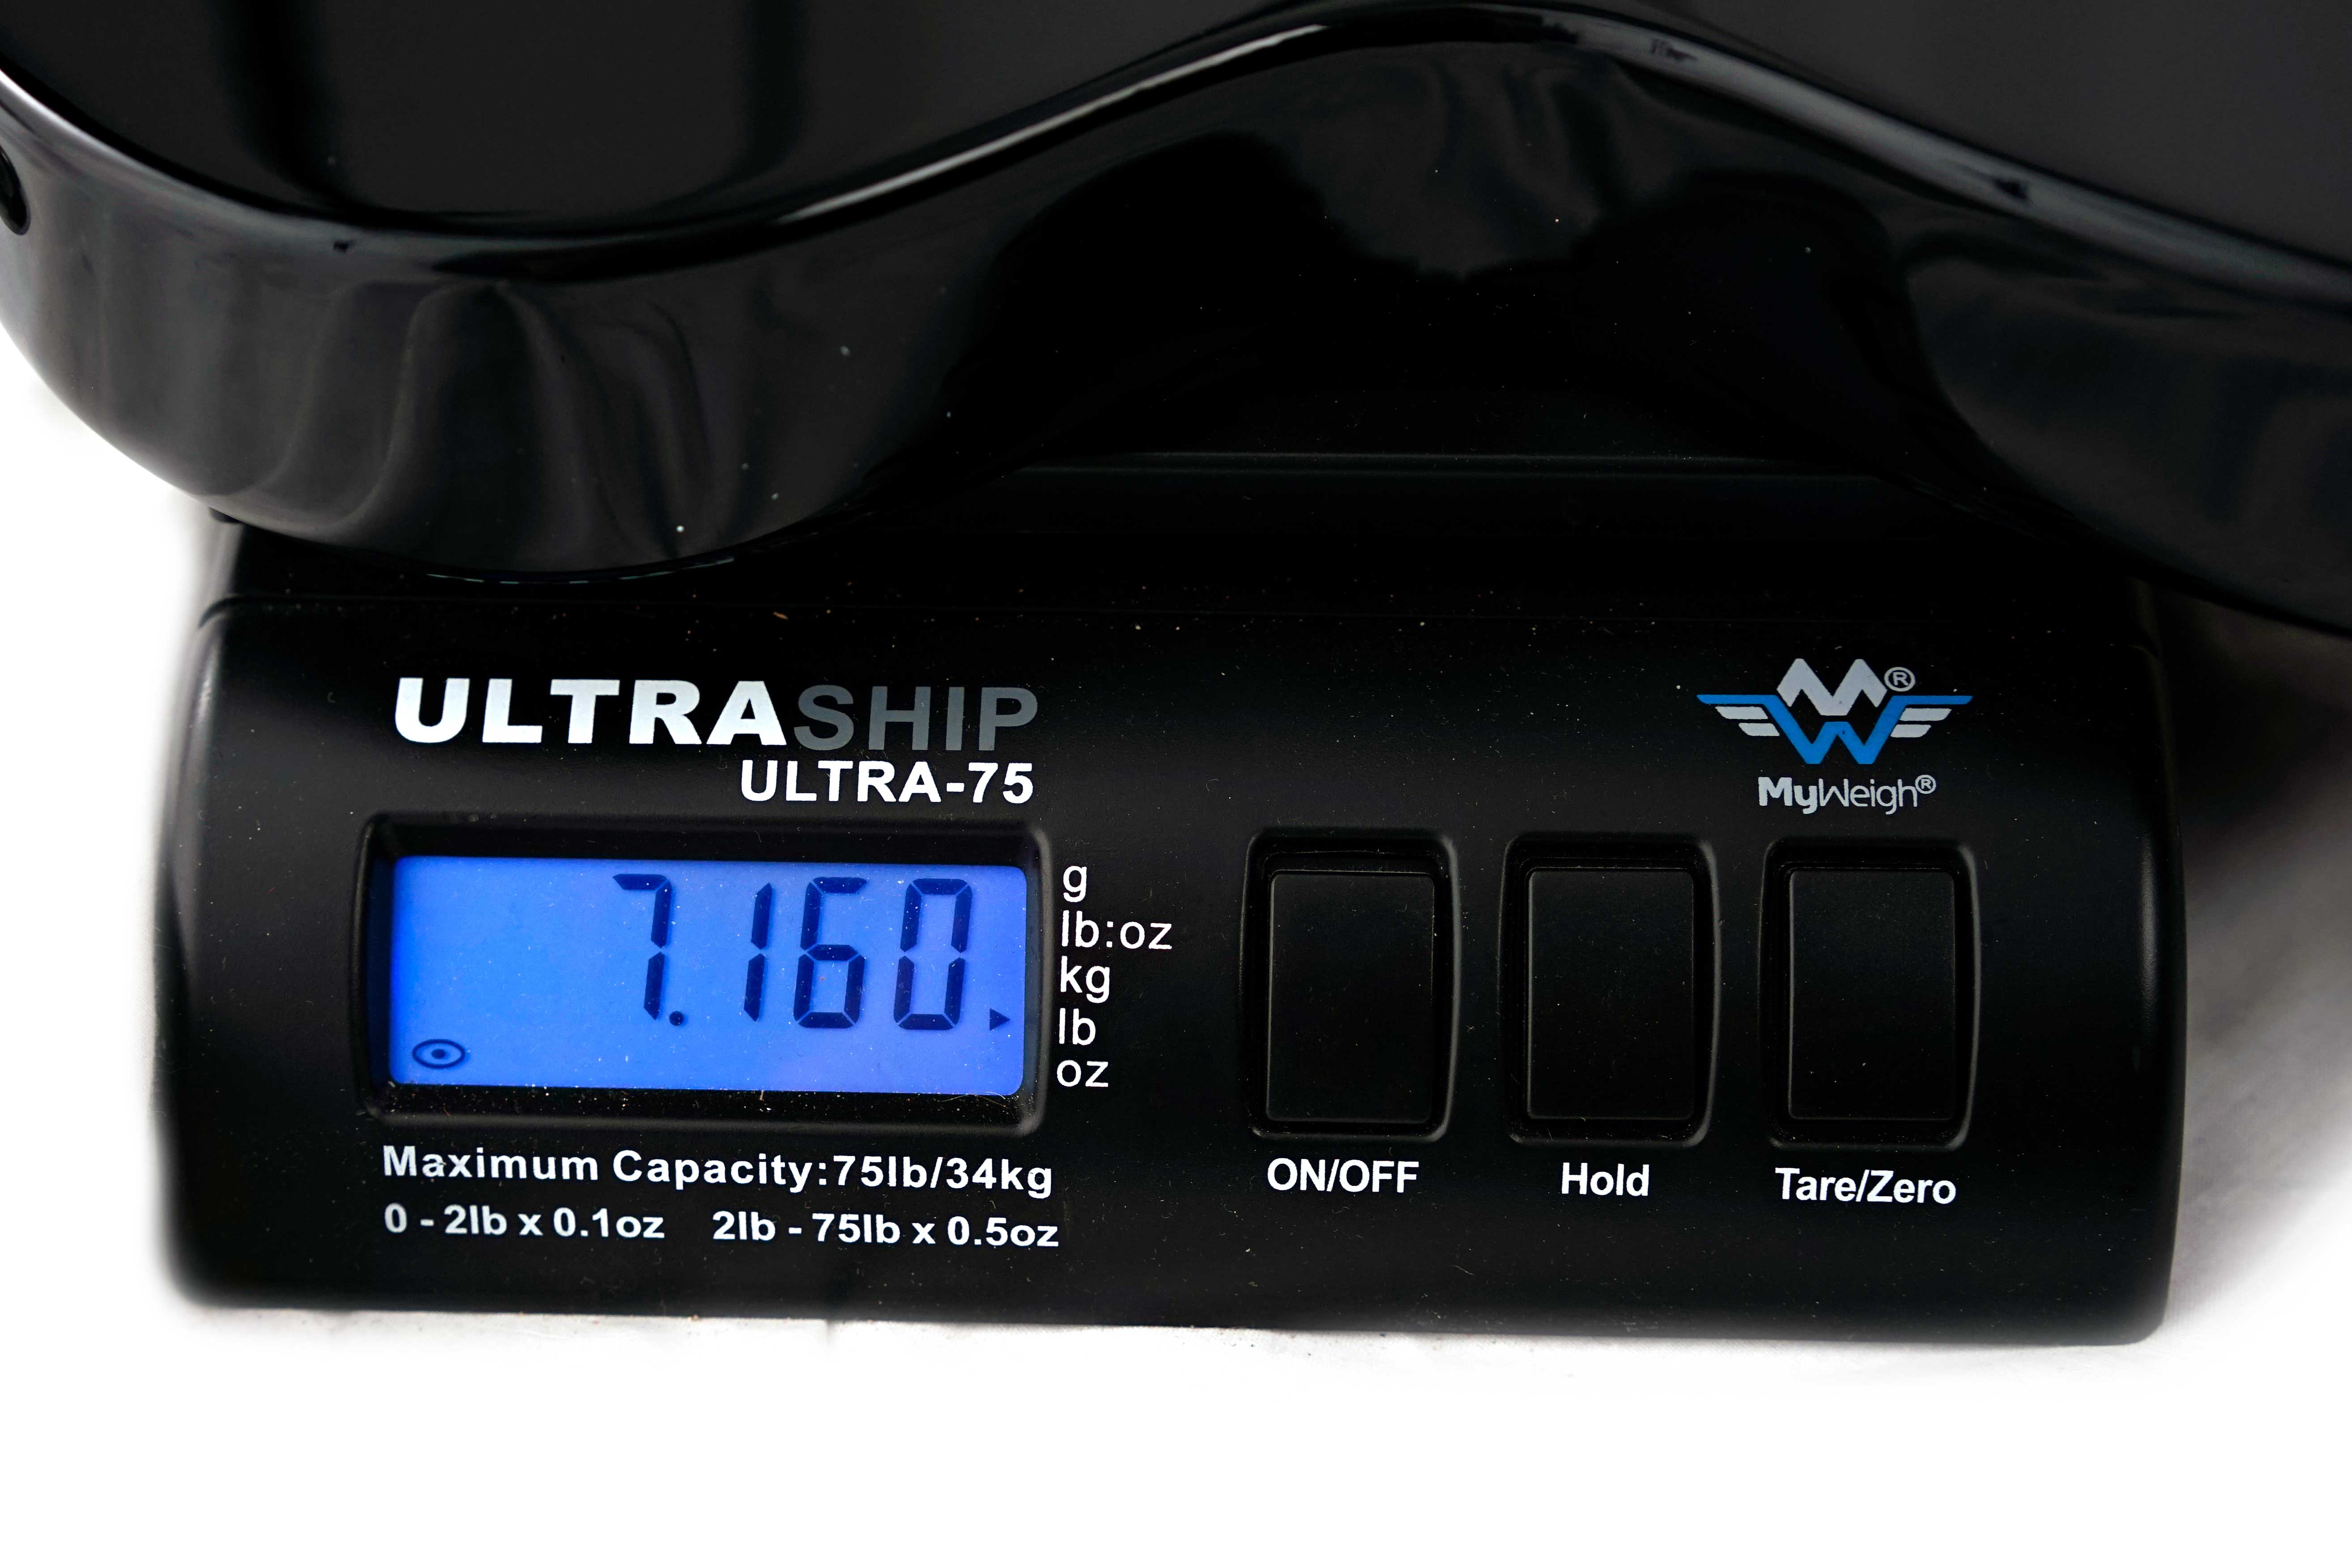 ULTRASHIP
ULTRA-75
MW®
MyWeigh®
7.160
g
lb:oz
kg
lb
oz
Maximum Capacity:75lb/34kg
0 - 2lb x 0.1oz 2lb - 75lb x 0.5oz
ON/OFF
Hold
Tare/Zero